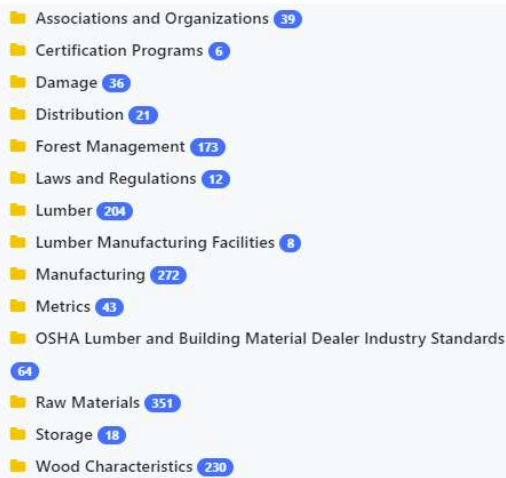 Associations and Organizations 39
Certification Programs 6
Damage 36
Distribution 21
Forest Management 173
Laws and Regulations 12
Lumber 204
Lumber Manufacturing Facilities 8
Manufacturing 272
Metrics 43
OSHA Lumber and Building Material Dealer Industry Standards
64
Raw Materials 351
Storage 18
Wood Characteristics 230